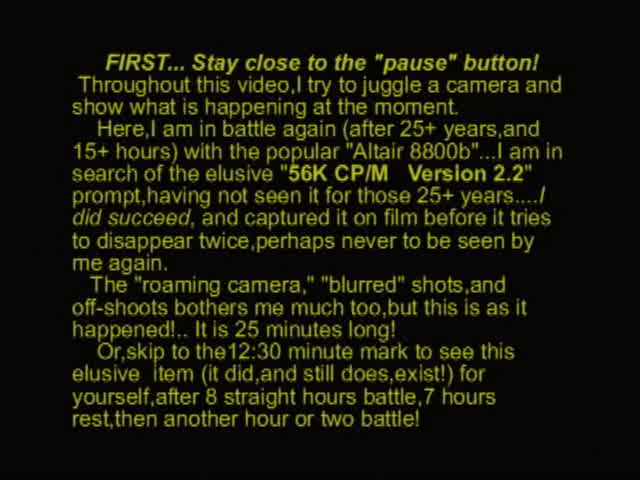 FIRST... Stay close to the "pause" button!
Throughout this video,I try to juggle a camera and
show what is happening at the moment.
Here,I am in battle again (after 25+ years,and
15+ hours) with the popular "Altair 8800b"...I am in
search of the elusive "56K CP/M   Version 2.2"
prompt,having not seen it for those 25+ years....I
did succeed, and captured it on film before it tries
to disappear twice,perhaps never to be seen by
me again.
The "roaming camera," "blurred" shots,and
off-shoots bothers me much too,but this is as it
happened!.. It is 25 minutes long!
Or,skip to the12:30 minute mark to see this
elusive  item (it did,and still does,exist!) for
yourself,after 8 straight hours battle,7 hours
rest,then another hour or two battle!